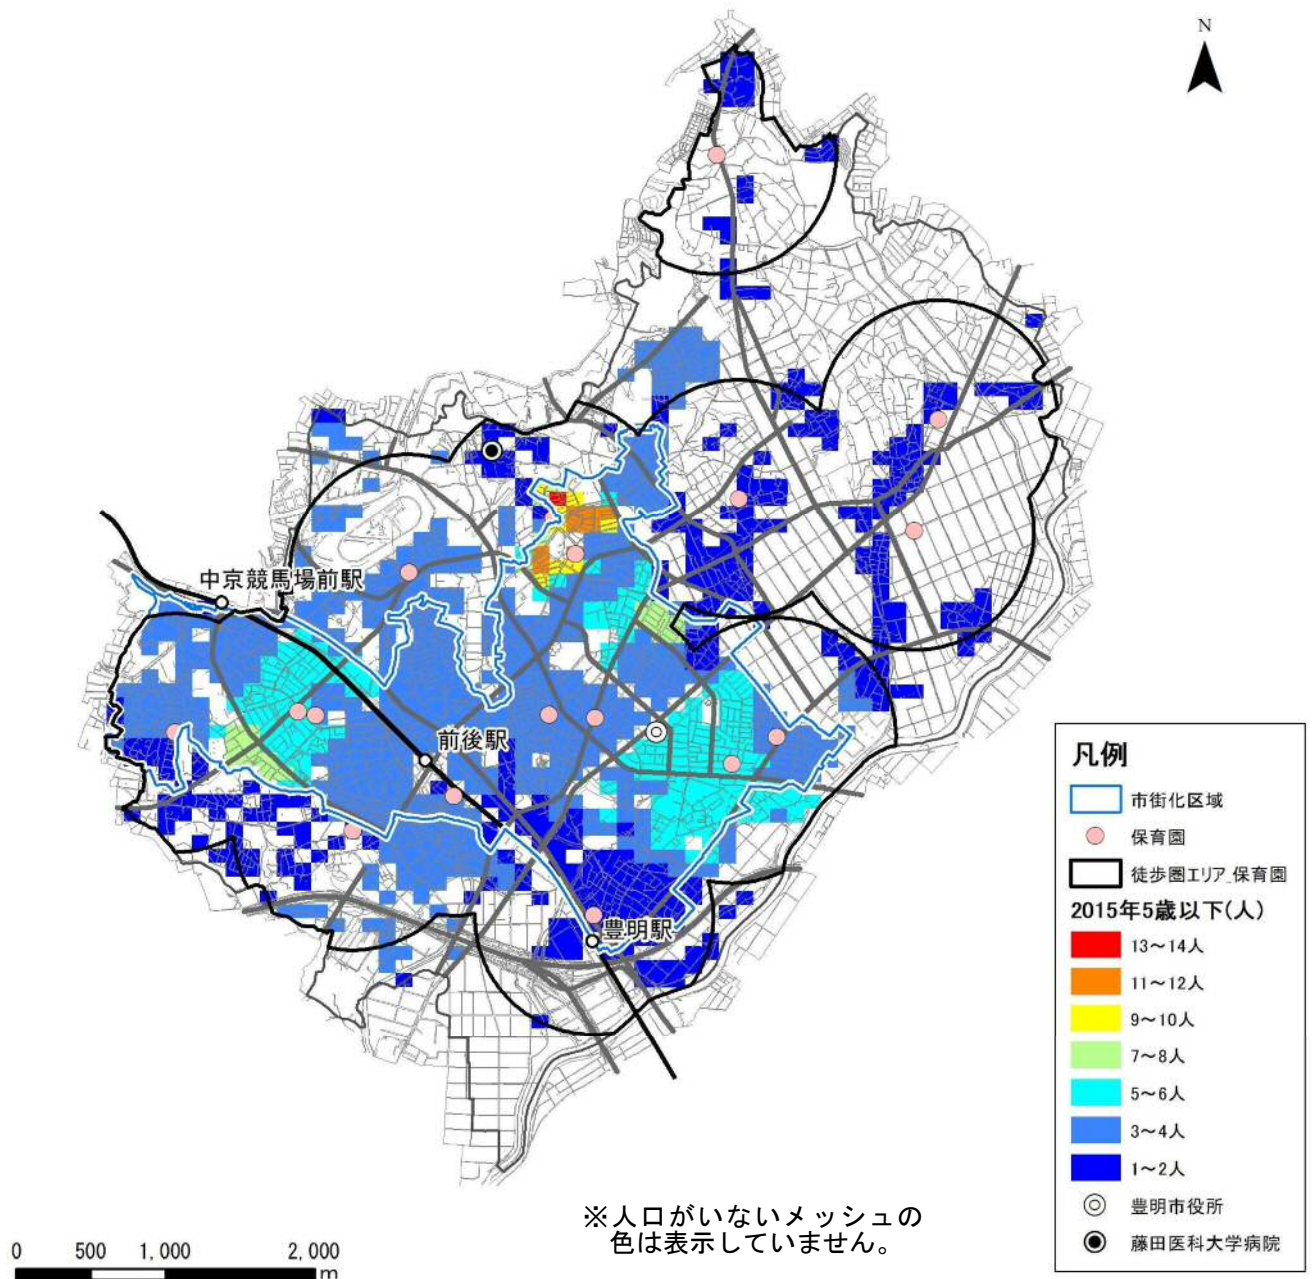 N
中京競馬場前駅
前後駅
豊明駅
凡例
市街化区域
保育園
徒歩圏エリア_保育園
2015年5歳以下(人)
13～14人
11～12人
9～10人
7～8人
5～6人
3～4人
1～2人
豊明市役所
藤田医科大学病院
※人口がいないメッシュの
色は表示していません。
0 500 1,000 2,000
m